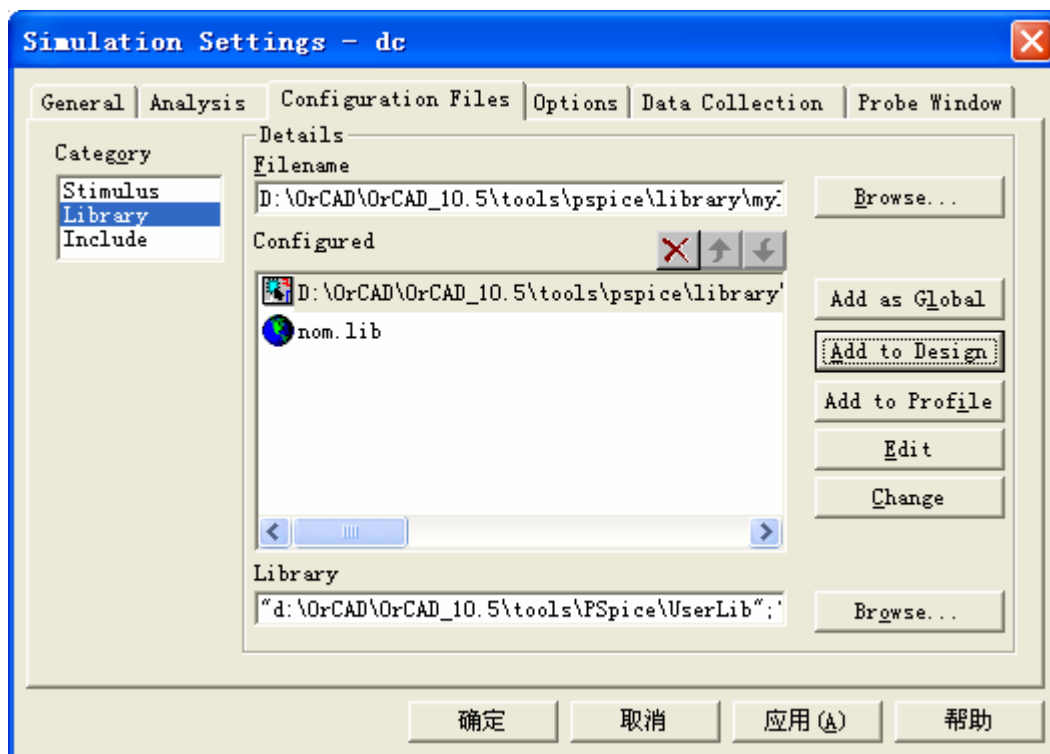 Simulation Settings - dc
General Analysis Configuration Files Options Data Collection Probe Window
Category
Stimulus
Library
Include
Details
Filename
D:\OrCAD\OrCAD_10.5\tools\pspice\library\my
Browse...
Configured
D:\OrCAD\OrCAD_10.5\tools\pspice\library
nom.lib
Add as Global
Add to Design
Add to Profile
Edit
Change
Library
"d:\OrCAD\OrCAD_10.5\tools\PSpice\UserLib";
Browse...
确定 取消 应用(A) 帮助